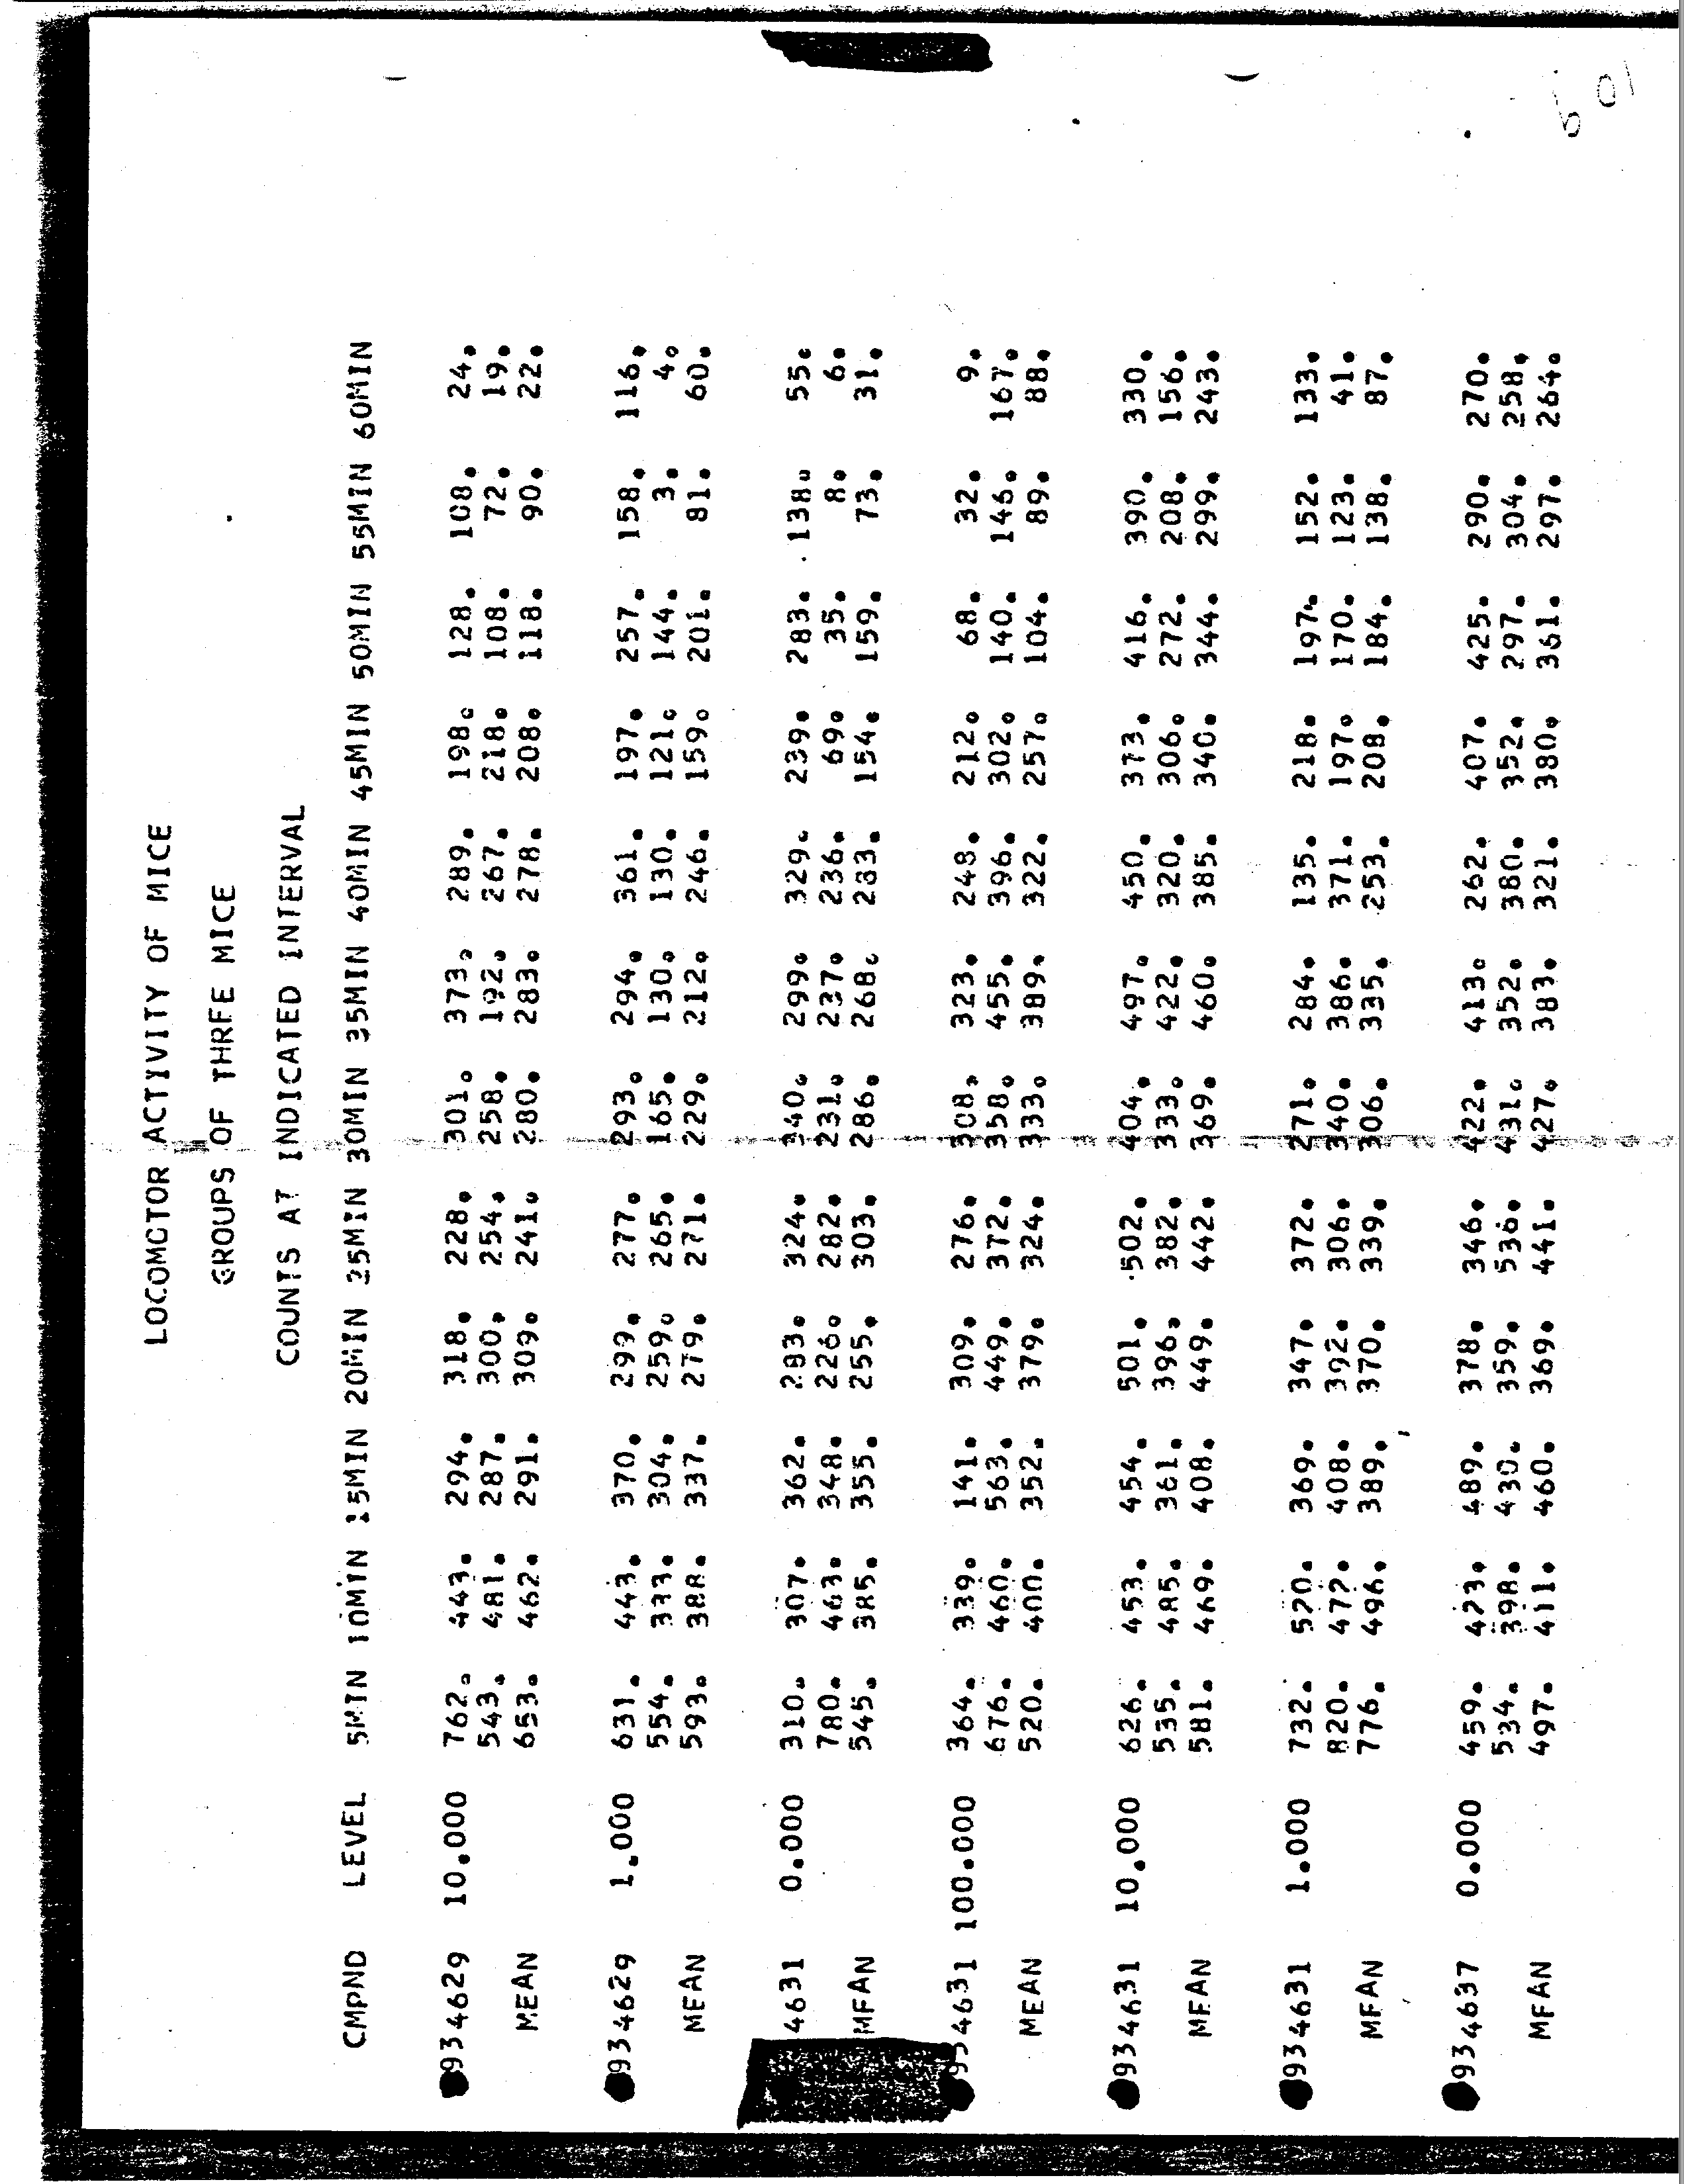 LOCOMOTOR ACTIVITY OF MICE
GROUPS OF THRFE MICE
COUNTS AT INDICATED INTERVAL
CMPND LEVEL 5MIN 10MIN 15MIN 20MIN 25MIN 30MIN 35MIN 40MIN 45MIN 50MIN 55MIN 60MIN
934629 10.000 762. 443. 294. 318. 228. 301. 373. 289. 198. 128. 108. 24.
543. 481. 287. 300. 254. 258. 192. 267. 218. 108. 72. 19.
MEAN 653. 462. 291. 309. 241. 280. 283. 278. 208. 118. 90. 22.
934629 1.000 631. 443. 370. 299. 277. 293. 294. 361. 197. 257. 158. 116.
554. 333. 304. 259. 265. 165. 130. 130. 121. 144. 3. 4.
MEAN 593. 388. 337. 279. 271. 229. 212. 246. 159. 201. 81. 60.
4631 0.000 310. 307. 362. 283. 324. 340. 299. 329. 239. 283. 138. 55.
780. 463. 348. 226. 282. 231. 237. 236. 69. 35. 8. 6.
MFAN 545. 385. 355. 255. 303. 286. 268. 283. 154. 159. 73. 31.
934631 100.000 364. 339. 141. 309. 276. 308. 323. 248. 212. 68. 32. 9.
676. 460. 563. 449. 372. 358. 455. 396. 302. 140. 146. 167.
MEAN 520. 400. 352. 379. 324. 333. 389. 322. 257. 104. 89. 88.
934631 10.000 626. 453. 454. 501. 502. 404. 497. 450. 373. 416. 390. 330.
535. 485. 361. 396. 382. 333. 422. 320. 306. 272. 208. 156.
MFAN 581. 469. 408. 449. 442. 369. 460. 385. 340. 344. 299. 243.
934631 1.000 732. 520. 369. 347. 372. 271. 284. 135. 218. 197. 152. 133.
820. 472. 408. 392. 306. 340. 386. 371. 197. 170. 123. 41.
MFAN 776. 496. 389. 370. 339. 306. 335. 253. 208. 184. 138. 87.
934637 0.000 459. 423. 489. 378. 346. 422. 413. 262. 407. 425. 290. 270.
534. 398. 430. 359. 536. 431. 352. 380. 352. 297. 304. 258.
MFAN 497. 411. 460. 369. 441. 427. 383. 321. 380. 361. 297. 264.